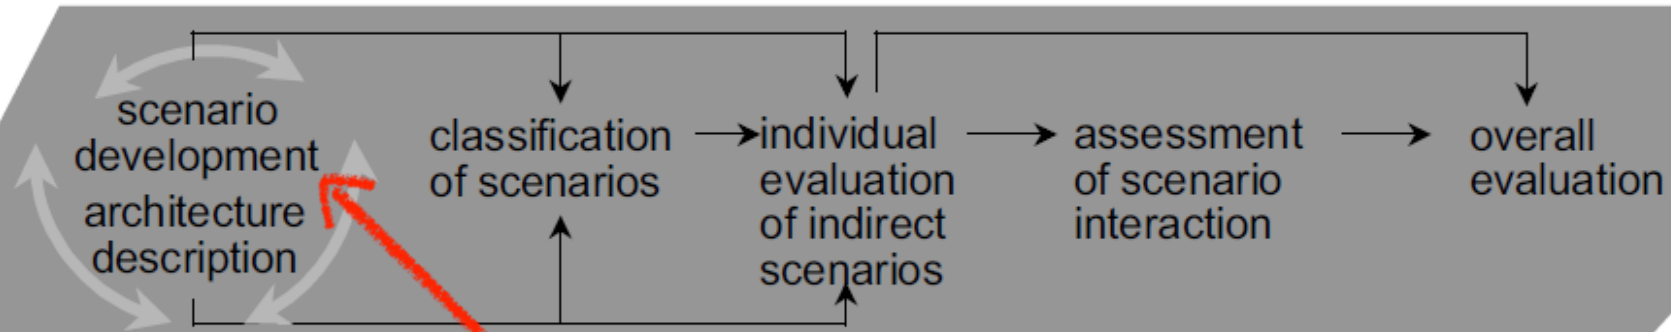 scenario
development
architecture
description
classification
of scenarios
individual
evaluation
of indirect
scenarios
assessment
of scenario
interaction
overall
evaluation